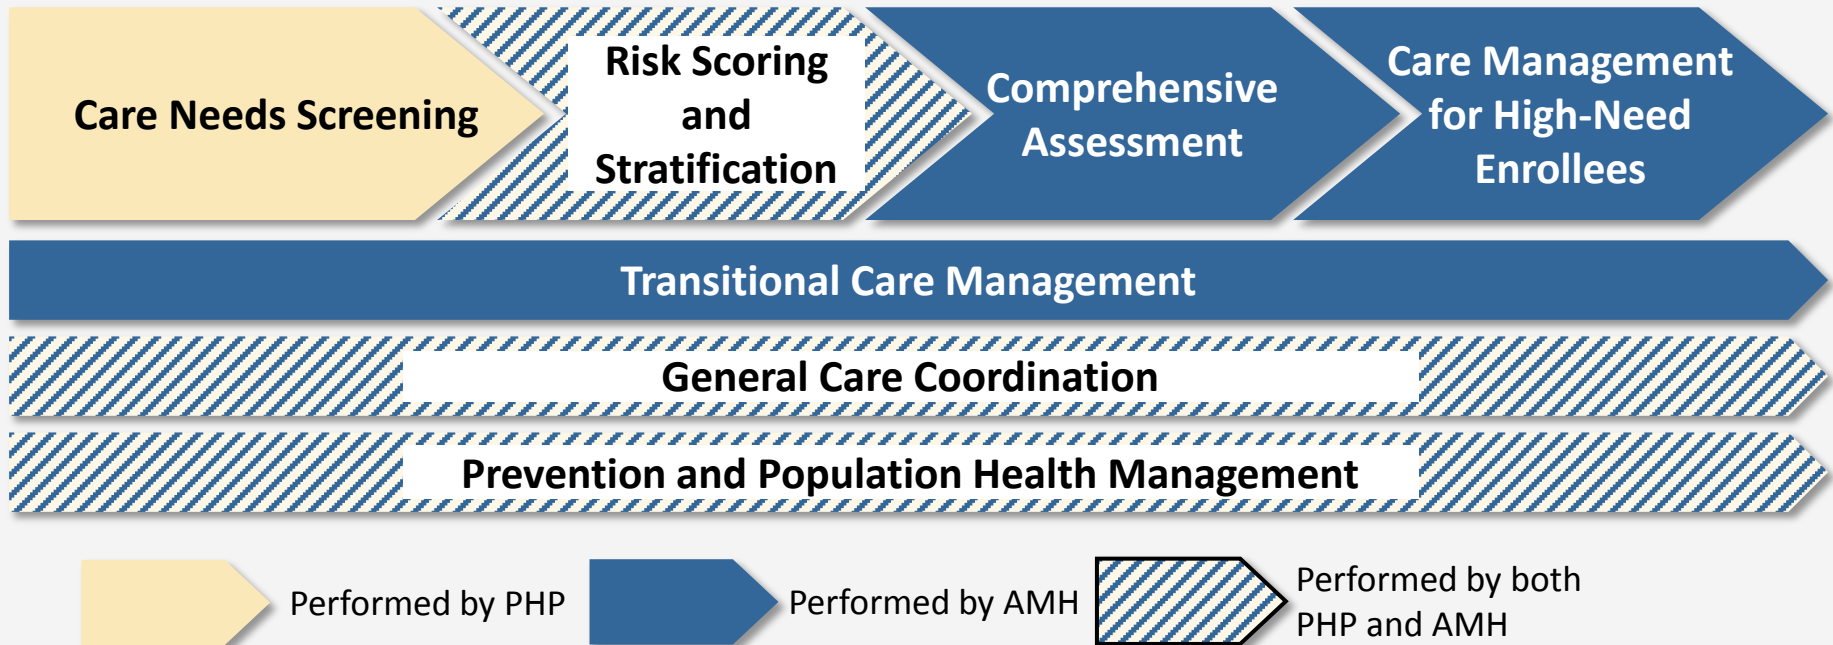 Care Needs Screening
Risk Scoring
and
Stratification
Comprehensive
Assessment
Care Management
for High-Need
Enrollees
Transitional Care Management
General Care Coordination
Prevention and Population Health Management
Performed by PHP
Performed by AMH
Performed by both
PHP and AMH